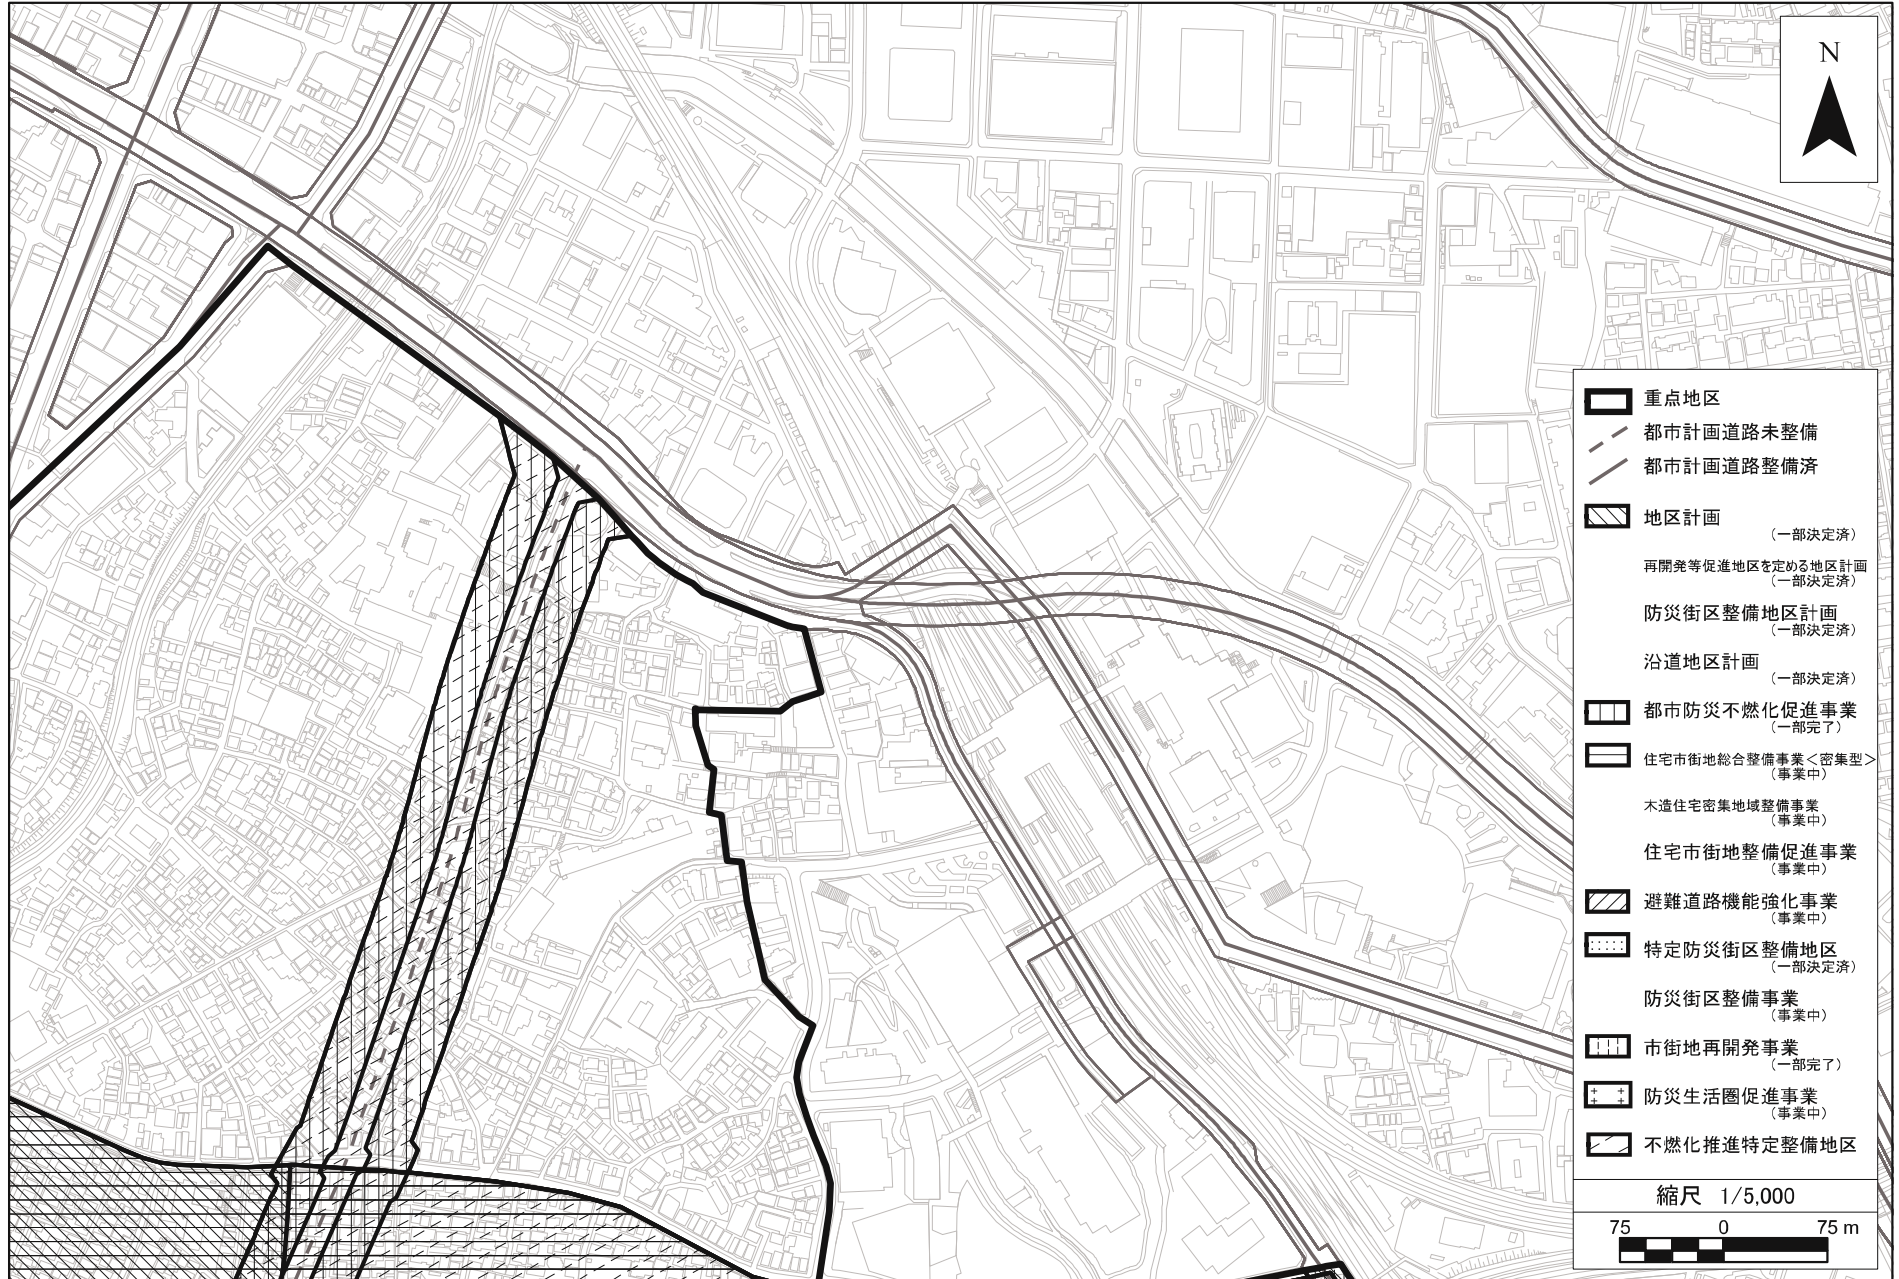 N
重点地区
都市計画道路未整備
都市計画道路整備済
地区計画
（一部決定済）
再開発等促進地区を定める地区計画
（一部決定済）
防災街区整備地区計画
（一部決定済）
沿道地区計画
（一部決定済）
都市防災不燃化促進事業
（一部完了）
住宅市街地総合整備事業＜密集型＞
（事業中）
木造住宅密集地域整備事業
（事業中）
住宅市街地整備促進事業
（事業中）
避難道路機能強化事業
（事業中）
特定防災街区整備地区
（一部決定済）
防災街区整備事業
（事業中）
市街地再開発事業
（一部完了）
防災生活圏促進事業
（事業中）
不燃化推進特定整備地区
縮尺 1/5,000
75 0 75 m